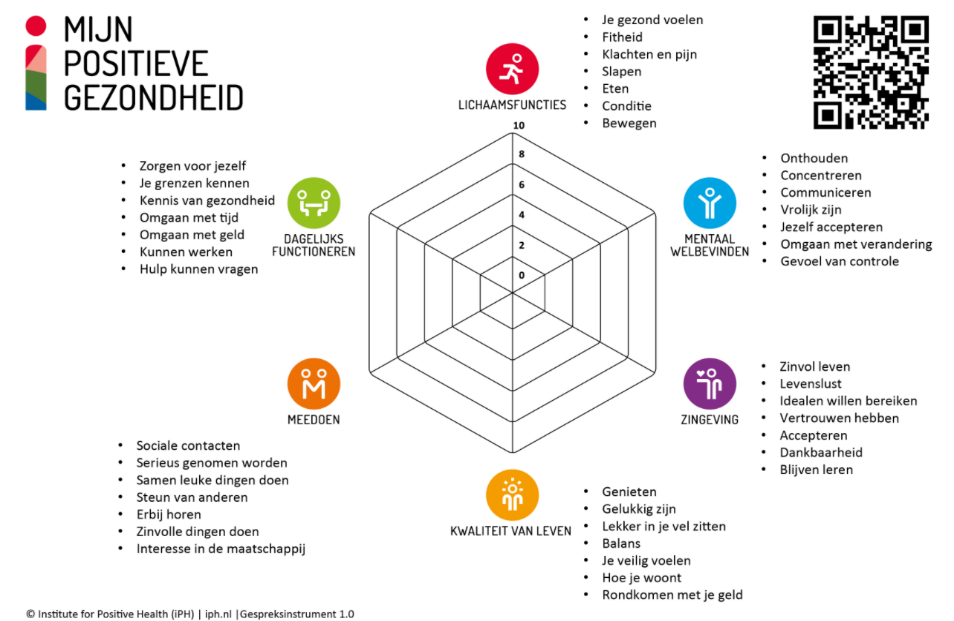 MIJN
POSITIEVE
GEZONDHEID
LICHAAMSFUNCTIES
• Je gezond voelen
• Fitheid
• Klachten en pijn
• Slapen
• Eten
• Conditie
• Bewegen
MENTAAL
WELBEVINDEN
• Onthouden
• Concentreren
• Communiceren
• Vrolijk zijn
• Jezelf accepteren
• Omgaan met verandering
• Gevoel van controle
ZINGEVING
• Zinvol leven
• Levenslust
• Idealen willen bereiken
• Vertrouwen hebben
• Accepteren
• Dankbaarheid
• Blijven leren
KWALITEIT VAN LEVEN
• Genieten
• Gelukkig zijn
• Lekker in je vel zitten
• Balans
• Je veilig voelen
• Hoe je woont
• Rondkomen met je geld
MEEDOEN
• Sociale contacten
• Serieus genomen worden
• Samen leuke dingen doen
• Steun van anderen
• Erbij horen
• Zinvolle dingen doen
• Interesse in de maatschappij
DAGELIJKS
FUNCTIONEREN
• Zorgen voor jezelf
• Je grenzen kennen
• Kennis van gezondheid
• Omgaan met tijd
• Omgaan met geld
• Kunnen werken
• Hulp kunnen vragen
10
8
6
4
2
0
© Institute for Positive Health (iPH) | iph.nl |Gespreksinstrument 1.0